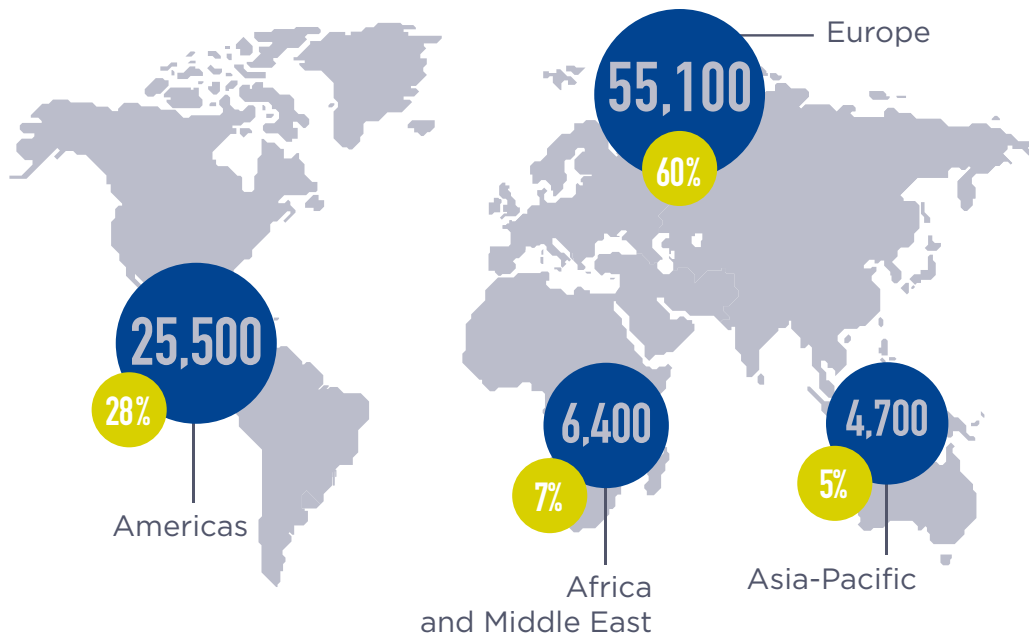 Europe
55,100
60%
25,500
28%
Americas
6,400
7%
Africa
and Middle East
4,700
5%
Asia-Pacific